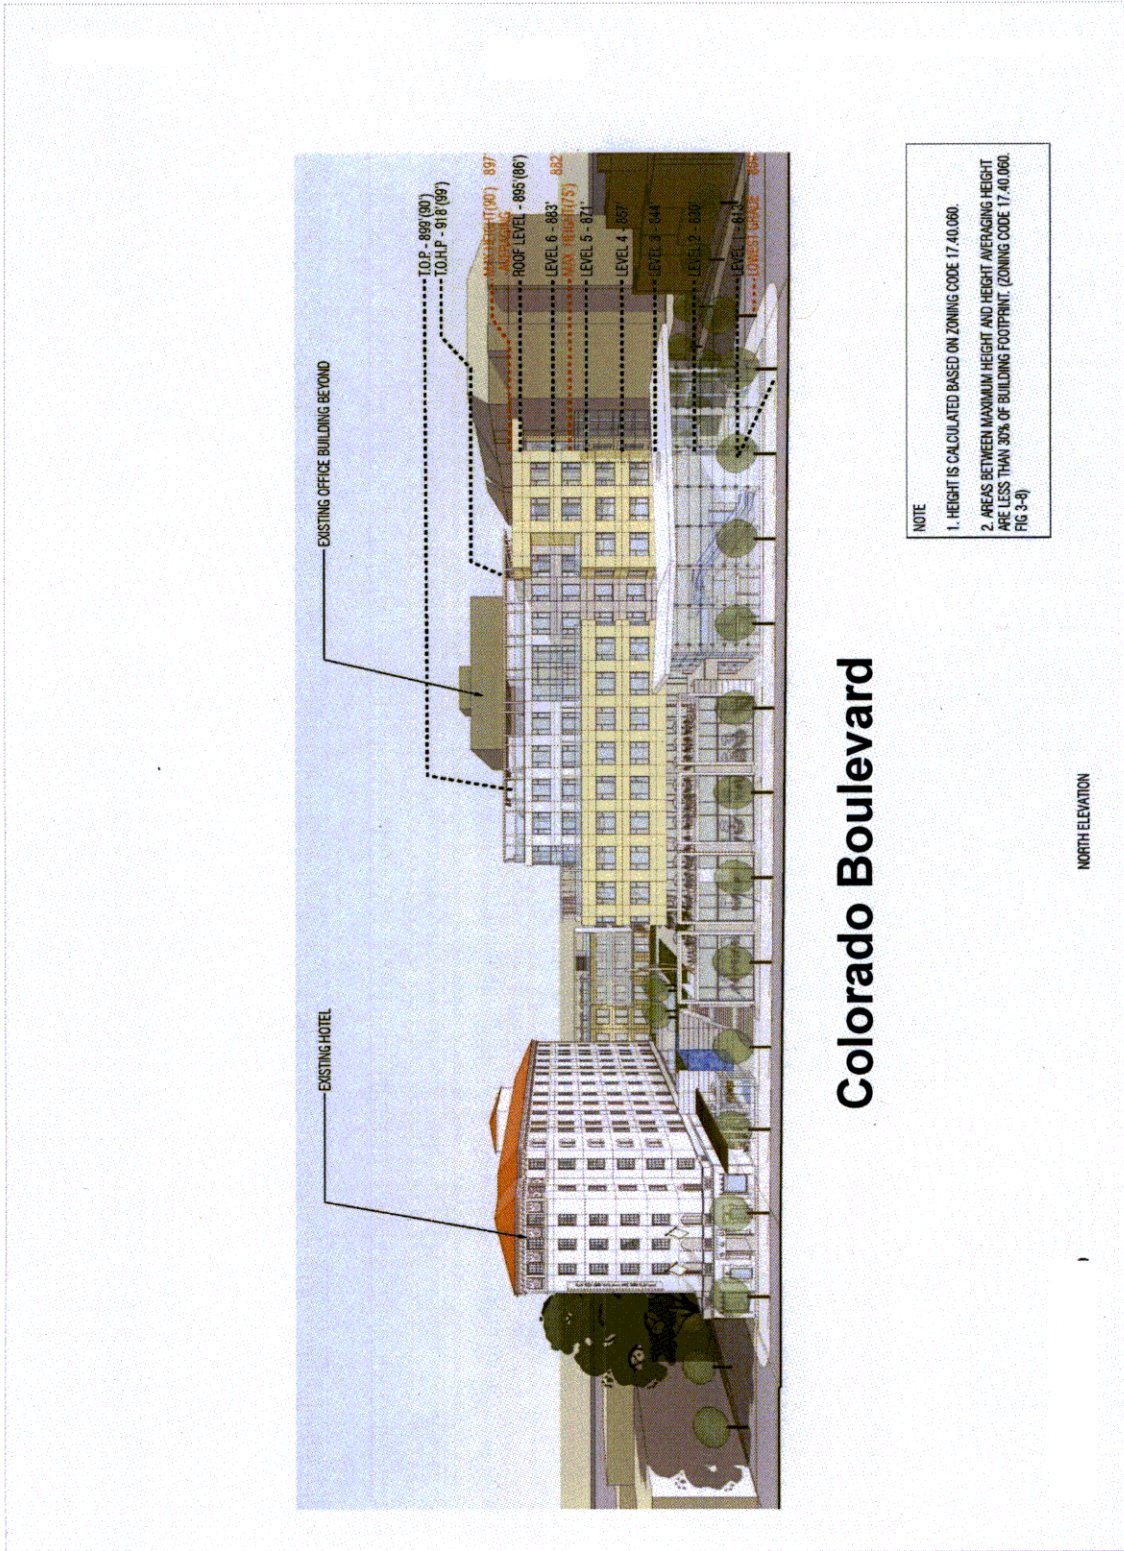 EXISTING HOTEL
EXISTING OFFICE BUILDING BEYOND
T.O.P. - 899'(90')
T.O.H.P - 918'(99')
MAX HEIGHT(90') 897'
AVERAGING
ROOF LEVEL - 895'(86')
LEVEL 6 - 883'
MAX. HEIGHT(75') 882'
LEVEL 5 - 871'
LEVEL 4 - 857'
LEVEL 3 - 844'
LEVEL 2 - 830'
LEVEL 1 - 813'
LOWEST GRADE
Colorado Boulevard
NOTE
1. HEIGHT IS CALCULATED BASED ON ZONING CODE 17.40.060.
2. AREAS BETWEEN MAXIMUM HEIGHT AND HEIGHT AVERAGING HEIGHT
ARE LESS THAN 30% OF BUILDING FOOTPRINT. (ZONING CODE 17.40.060.
FIG 3-8)
NORTH ELEVATION